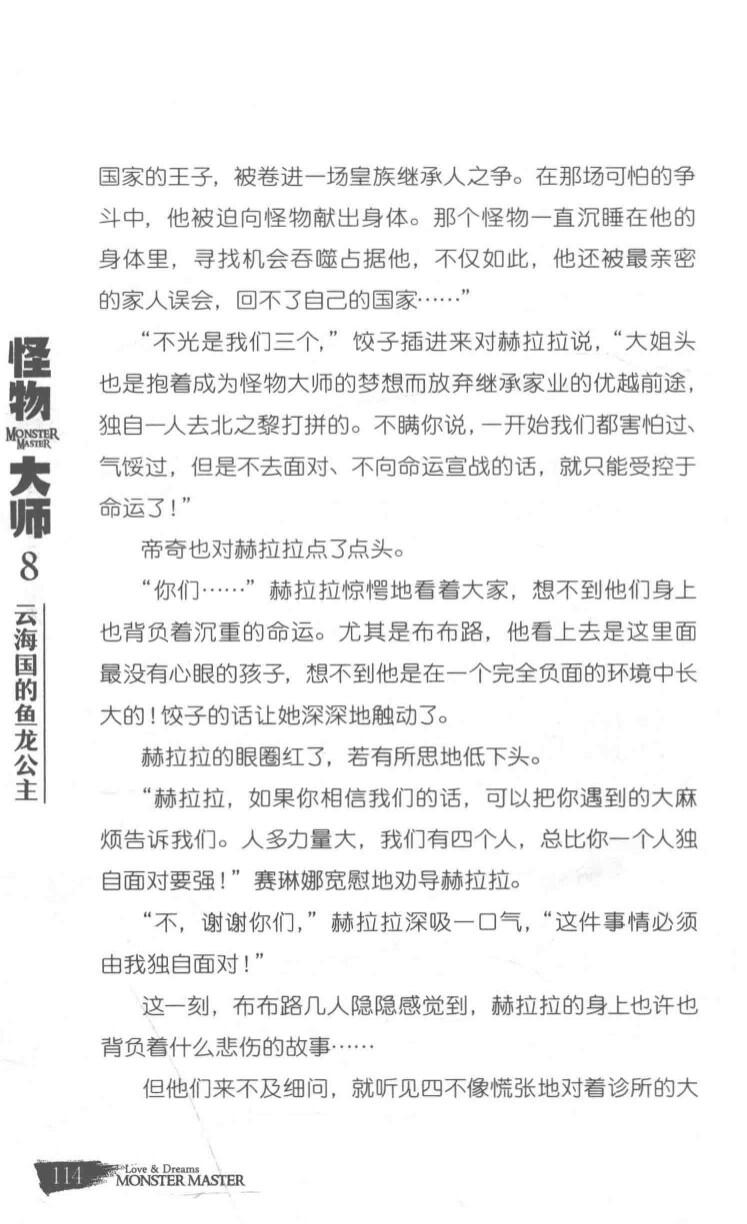 国家的王子，被卷进一场皇族继承人之争。在那场可怕的争
斗中，他被迫向怪物献出身体。那个怪物一直沉睡在他的
身体里，寻找机会吞噬占据他，不仅如此，他还被最亲密
的家人误会，回不了自己的国家……”
“不光是我们三个，”饺子插进来对赫拉拉说，“大姐头
也是抱着成为怪物大师的梦想而放弃继承家业的优越前途，
独自一人去北之黎打拼的。不瞒你说，一开始我们都害怕过、
气馁过，但是不去面对、不向命运宣战的话，就只能受控于
命运了！”
帝奇也对赫拉拉点了点头。
“你们……”赫拉拉惊愕地看着大家，想不到他们身上
也背负着沉重的命运。尤其是布布路，他看上去是这里面
最没有心眼的孩子，想不到他是在一个完全负面的环境中长
大的！饺子的话让她深深地触动了。
赫拉拉的眼圈红了，若有所思地低下头。
“赫拉拉，如果你相信我们的话，可以把你遇到的大麻
烦告诉我们。人多力量大，我们有四个人，总比你一个人独
自面对要强！”赛琳娜宽慰地劝导赫拉拉。
“不，谢谢你们，”赫拉拉深吸一口气，“这件事情必须
由我独自面对！”
这一刻，布布路几人隐隐感觉到，赫拉拉的身上也许也
背负着什么悲伤的故事……
但他们来不及细问，就听见四不像慌张地对着诊所的大
怪物
MONSTER
MASTER
大师
8
云海国的鱼龙公主
114
Love & Dreams
MONSTER MASTER